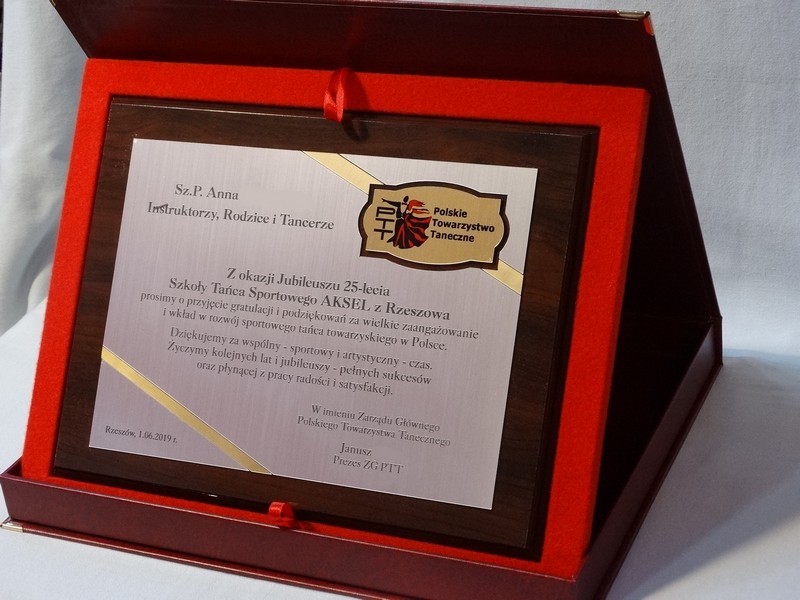 Sz.P. Anna
Instruktorzy, Rodzice i Tancerze
PTT
Polskie
Towarzystwo
Taneczne
Z okazji Jubileuszu 25-lecia
Szkoły Tańca Sportowego AKSEL z Rzeszowa
prosimy o przyjęcie gratulacji i podziękowań za wielkie zaangażowanie
i wkład w rozwój sportowego tańca towarzyskiego w Polsce.
Dziękujemy za wspólny - sportowy i artystyczny - czas.
Życzymy kolejnych lat i jubileuszy - pełnych sukcesów
oraz płynącej z pracy radości i satysfakcji.
W imieniu Zarządu Głównego
Polskiego Towarzystwa Tanecznego
Janusz
Prezes ZG PTT
Rzeszów, 1.06.2019 r.